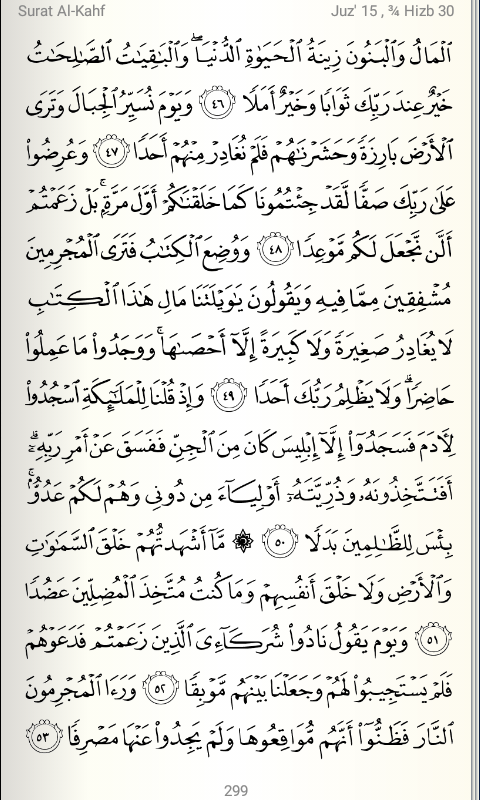 Surat Al-Kahf Juz' 15 , ¾ Hizb 30
ٱلْمَالُ وَٱلْبَنُونَ زِينَةُ ٱلْحَيَوٰةِ ٱلدُّنْيَاۖ وَٱلْبَٰقِيَٰتُ ٱلصَّٰلِحَٰتُ
خَيْرٌ عِندَ رَبِّكَ ثَوَابًا وَخَيْرٌ أَمَلًا ٤٦ وَيَوْمَ نُسَيِّرُ ٱلْجِبَالَ وَتَرَى
ٱلْأَرْضَ بَارِزَةً وَحَشَرْنَٰهُمْ فَلَمْ نُغَادِرْ مِنْهُمْ أَحَدًا ٤٧ وَعُرِضُوا۟
عَلَىٰ رَبِّكَ صَفًّا لَّقَدْ جِئْتُمُونَا كَمَا خَلَقْنَٰكُمْ أَوَّلَ مَرَّةٍۭۚ بَلْ زَعَمْتُمْ
أَلَّن نَّجْعَلَ لَكُم مَّوْعِدًا ٤٨ وَوُضِعَ ٱلْكِتَٰبُ فَتَرَى ٱلْمُجْرِمِينَ
مُشْفِقِينَ مِمَّا فِيهِ وَيَقُولُونَ يَٰوَيْلَتَنَا مَالِ هَٰذَا ٱلْكِتَٰبِ
لَا يُغَادِرُ صَغِيرَةً وَلَا كَبِيرَةً إِلَّآ أَحْصَىٰهَاۚ وَوَجَدُوا۟ مَا عَمِلُوا۟
حَاضِرًاۗ وَلَا يَظْلِمُ رَبُّكَ أَحَدًا ٤٩ وَإِذْ قُلْنَا لِلْمَلَٰٓئِكَةِ ٱسْجُدُوا۟
لِءَادَمَ فَسَجَدُوٓا۟ إِلَّآ إِبْلِيسَ كَانَ مِنَ ٱلْجِنِّ فَفَسَقَ عَنْ أَمْرِ رَبِّهِۦٓۗ
أَفَتَتَّخِذُونَهُۥ وَذُرِّيَّتَهُۥٓ أَوْلِيَآءَ مِن دُونِى وَهُمْ لَكُمْ عَدُوٌّۢۚ
بِئْسَ لِلظَّٰلِمِينَ بَدَلًا ٥٠ ۞ مَّآ أَشْهَدتُّهُمْ خَلْقَ ٱلسَّمَٰوَٰتِ
وَٱلْأَرْضِ وَلَا خَلْقَ أَنفُسِهِمْ وَمَا كُنتُ مُتَّخِذَ ٱلْمُضِلِّينَ عَضُدًا
٥١ وَيَوْمَ يَقُولُ نَادُوا۟ شُرَكَآءِىَ ٱلَّذِينَ زَعَمْتُمْ فَدَعَوْهُمْ
فَلَمْ يَسْتَجِيبُوا۟ لَهُمْ وَجَعَلْنَا بَيْنَهُم مَّوْبِقًا ٥٢ وَرَءَا ٱلْمُجْرِمُونَ
ٱلنَّارَ فَظَنُّوٓا۟ أَنَّهُم مُّوَاقِعُوهَا وَلَمْ يَجِدُوا۟ عَنْهَا مَصْرِفًا ٥٣
299